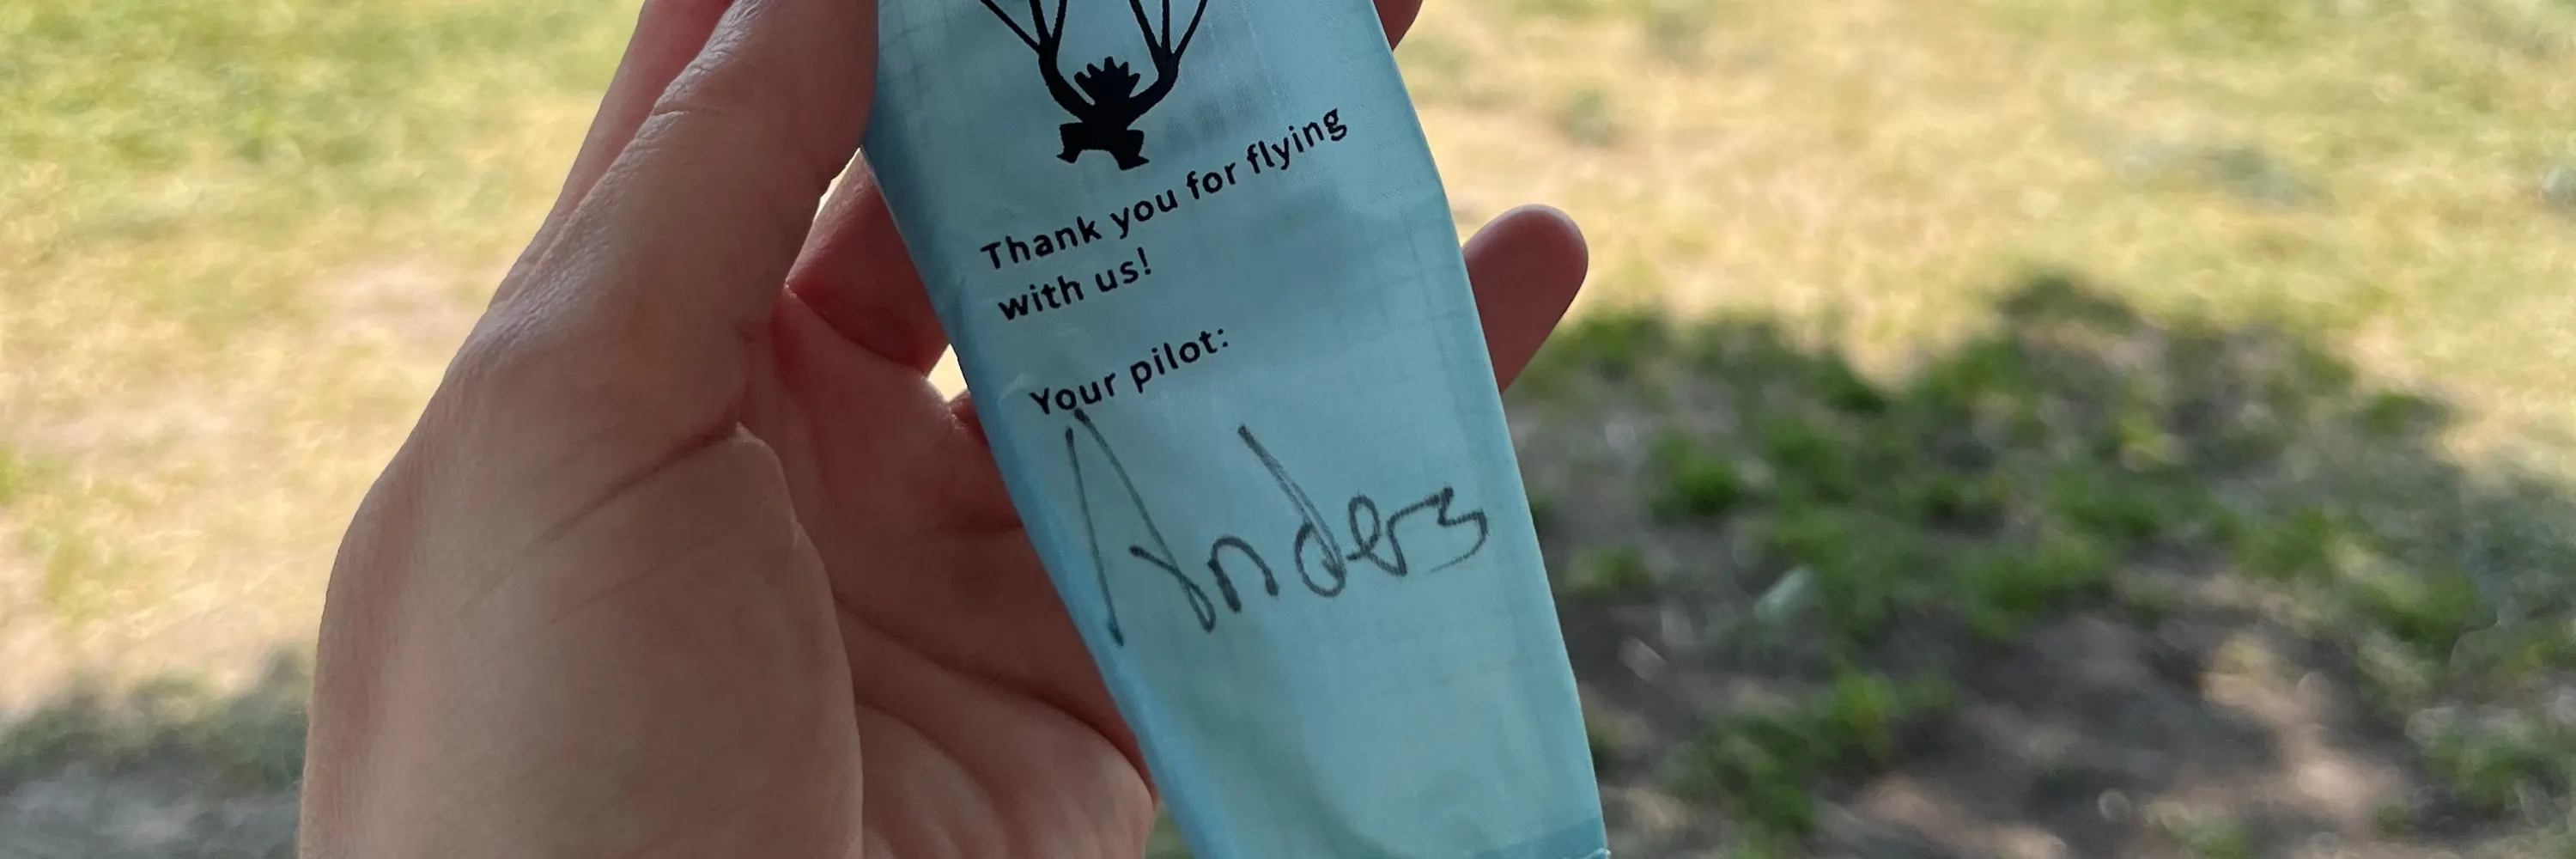 Thank you for flying
with us!
Your pilot:
Anders